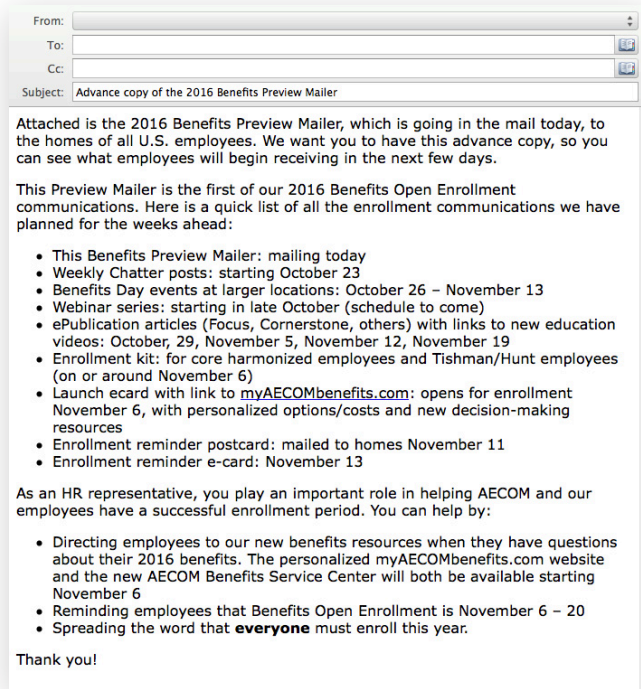 From:
To:
Cc:
Subject: Advance copy of the 2016 Benefits Preview Mailer
Attached is the 2016 Benefits Preview Mailer, which is going in the mail today, to
the homes of all U.S. employees. We want you to have this advance copy, so you
can see what employees will begin receiving in the next few days.
This Preview Mailer is the first of our 2016 Benefits Open Enrollment
communications. Here is a quick list of all the enrollment communications we have
planned for the weeks ahead:
• This Benefits Preview Mailer: mailing today
• Weekly Chatter posts: starting October 23
• Benefits Day events at larger locations: October 26 – November 13
• Webinar series: starting in late October (schedule to come)
• ePublication articles (Focus, Cornerstone, others) with links to new education
videos: October, 29, November 5, November 12, November 19
• Enrollment kit: for core harmonized employees and Tishman/Hunt employees
(on or around November 6)
• Launch ecard with link to myAECOMbenefits.com: opens for enrollment
November 6, with personalized options/costs and new decision-making
resources
• Enrollment reminder postcard: mailed to homes November 11
• Enrollment reminder e-card: November 13
As an HR representative, you play an important role in helping AECOM and our
employees have a successful enrollment period. You can help by:
• Directing employees to our new benefits resources when they have questions
about their 2016 benefits. The personalized myAECOMbenefits.com website
and the new AECOM Benefits Service Center will both be available starting
November 6
• Reminding employees that Benefits Open Enrollment is November 6 – 20
• Spreading the word that everyone must enroll this year.
Thank you!